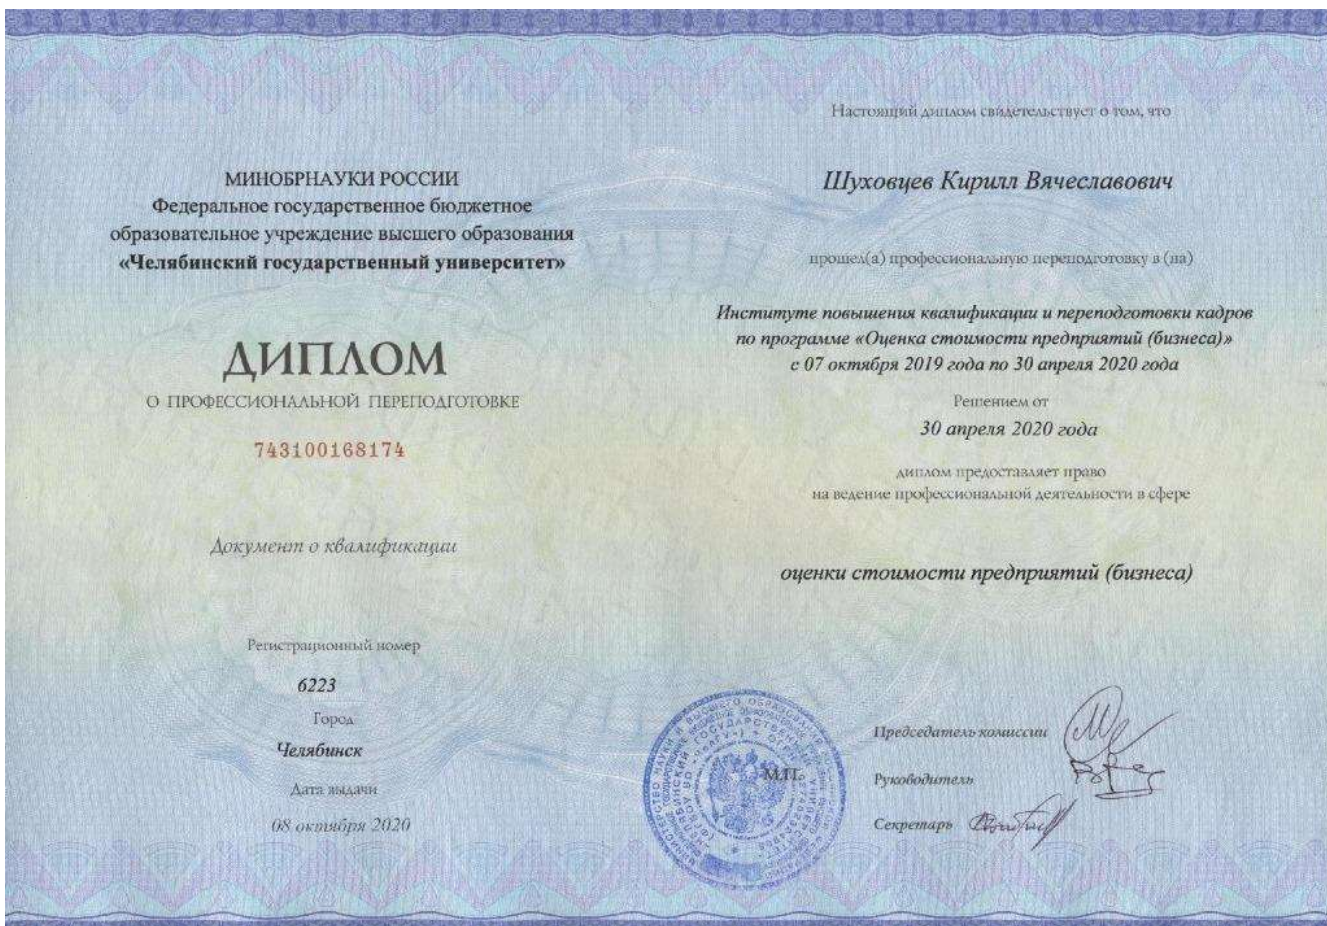 МИНОБРНАУКИ РОССИИ
Федеральное государственное бюджетное
образовательное учреждение высшего образования
«Челябинский государственный университет»
ДИПЛОМ
О ПРОФЕССИОНАЛЬНОЙ ПЕРЕПОДГОТОВКЕ
743100168174
Документ о квалификации
Регистрационный номер
6223
Город
Челябинск
Дата выдачи
08 октября 2020
Настоящий диплом свидетельствует о том, что
Шуховцев Кирилл Вячеславович
прошел(а) профессиональную переподготовку в (на)
Институте повышения квалификации и переподготовки кадров
по программе «Оценка стоимости предприятий (бизнеса)»
с 07 октября 2019 года по 30 апреля 2020 года
Решением от
30 апреля 2020 года
диплом предоставляет право
на ведение профессиональной деятельности в сфере
оценки стоимости предприятий (бизнеса)
М.П.
Председатель комиссии
Руководитель
Секретарь